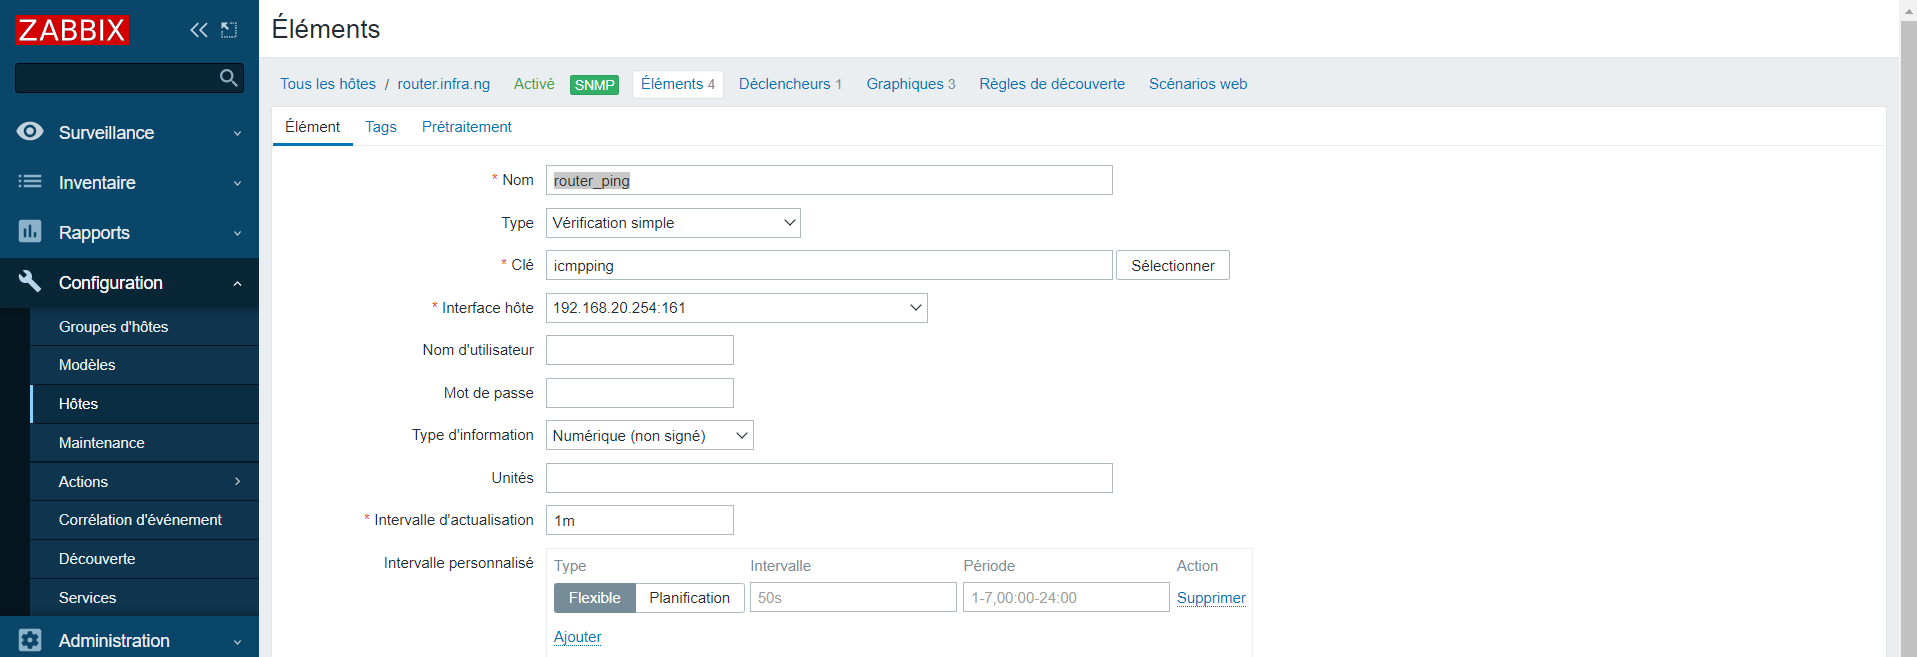 ZABBIX
Surveillance
Inventaire
Rapports
Configuration
Groupes d'hôtes
Modèles
Hôtes
Maintenance
Actions
Corrélation d'événement
Découverte
Services
Administration
Éléments
Tous les hôtes / router.infra.ng Activé SNMP Éléments 4 Déclencheurs 1 Graphiques 3 Règles de découverte Scénarios web
Élément Tags Prétraitement
* Nom router_ping
Type Vérification simple
* Clé icmpping Sélectionner
* Interface hôte 192.168.20.254:161
Nom d'utilisateur
Mot de passe
Type d'information Numérique (non signé)
Unités
* Intervalle d'actualisation 1m
Intervalle personnalisé Type Intervalle Période Action
Flexible Planification 50s 1-7,00:00-24:00 Supprimer
Ajouter